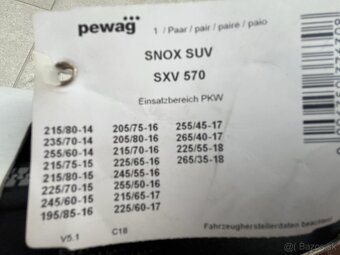 pewag
1 / Paar / pair / paire / paio
SNOX SUV
SXV 570
Einsatzbereich PKW
215/80-14 205/75-16 255/45-17
235/70-14 205/80-16 265/40-17
255/60-14 215/70-16 225/55-18
215/75-15 225/65-16 265/35-18
215/80-15 245/55-16
225/70-15 255/50-16
245/60-15 215/65-17
195/85-16 225/60-17
V5.1 C18
Fahrzeugherstellerdaten beachten!